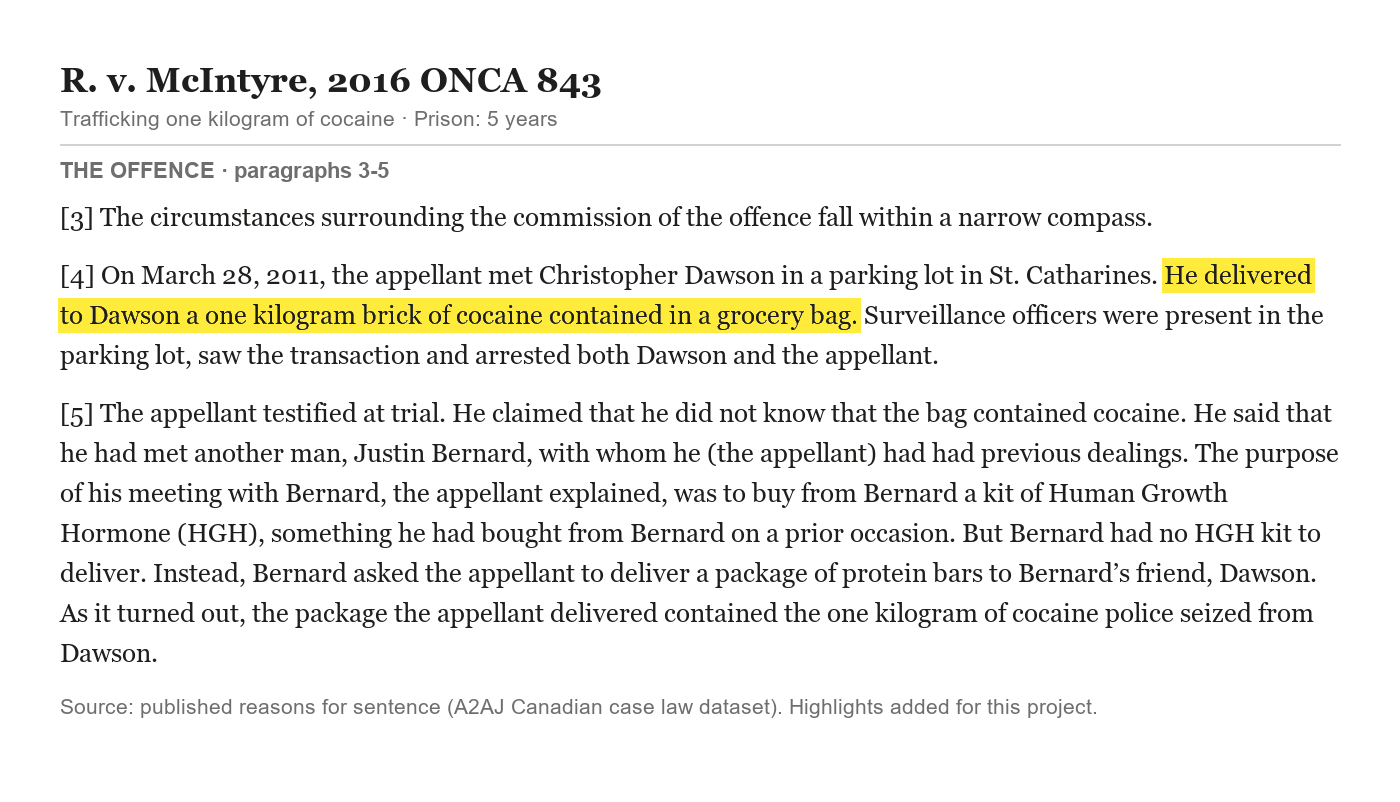 R. v. McIntyre, 2016 ONCA 843
Trafficking one kilogram of cocaine · Prison: 5 years
THE OFFENCE · paragraphs 3-5
[3] The circumstances surrounding the commission of the offence fall within a narrow compass.
[4] On March 28, 2011, the appellant met Christopher Dawson in a parking lot in St. Catharines. He delivered
to Dawson a one kilogram brick of cocaine contained in a grocery bag. Surveillance officers were present in the
parking lot, saw the transaction and arrested both Dawson and the appellant.
[5] The appellant testified at trial. He claimed that he did not know that the bag contained cocaine. He said that
he had met another man, Justin Bernard, with whom he (the appellant) had had previous dealings. The purpose
of his meeting with Bernard, the appellant explained, was to buy from Bernard a kit of Human Growth
Hormone (HGH), something he had bought from Bernard on a prior occasion. But Bernard had no HGH kit to
deliver. Instead, Bernard asked the appellant to deliver a package of protein bars to Bernard’s friend, Dawson.
As it turned out, the package the appellant delivered contained the one kilogram of cocaine police seized from
Dawson.
Source: published reasons for sentence (A2AJ Canadian case law dataset). Highlights added for this project.